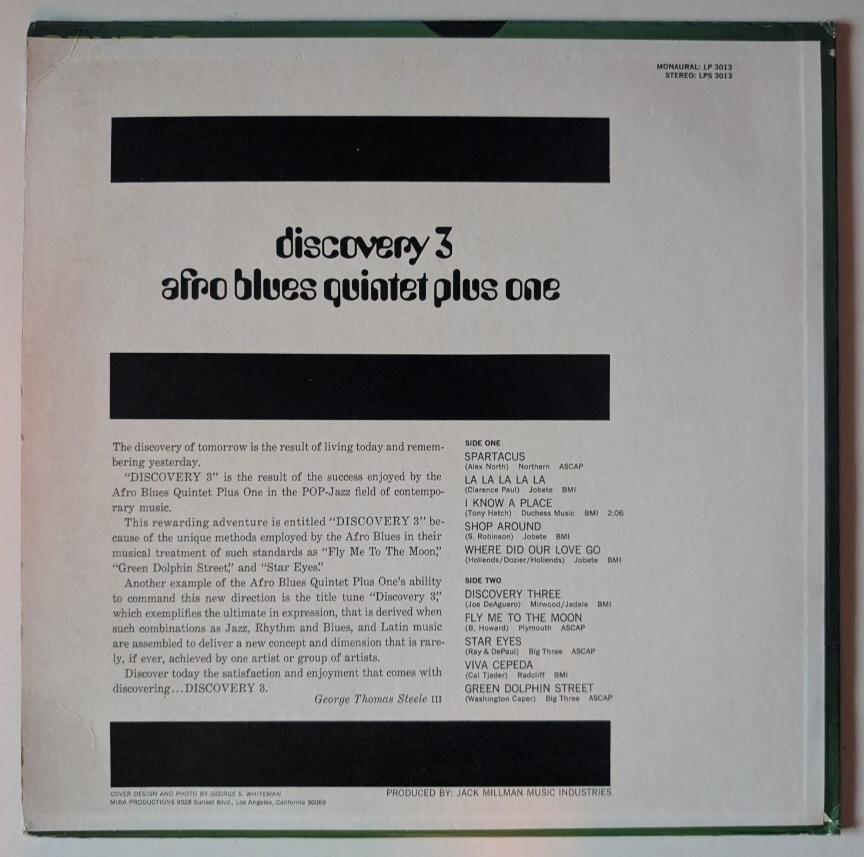 MONAURAL: LP 3013
STEREO: LPS 3013
discovery 3
afro blues quintet plus one
The discovery of tomorrow is the result of living today and remem-
bering yesterday.
"DISCOVERY 3" is the result of the success enjoyed by the
Afro Blues Quintet Plus One in the POP-Jazz field of contempo-
rary music.
This rewarding adventure is entitled "DISCOVERY 3" be-
cause of the unique methods employed by the Afro Blues in their
musical treatment of such standards as "Fly Me To The Moon,"
"Green Dolphin Street," and "Star Eyes."
Another example of the Afro Blues Quintet Plus One's ability
to command this new direction is the title tune "Discovery 3,"
which exemplifies the ultimate in expression, that is derived when
such combinations as Jazz, Rhythm and Blues, and Latin music
are assembled to deliver a new concept and dimension that is rare-
ly, if ever, achieved by one artist or group of artists.
Discover today the satisfaction and enjoyment that comes with
discovering...DISCOVERY 3.
George Thomas Steele III
SIDE ONE
SPARTACUS
(Alex North) Northern ASCAP
LA LA LA LA LA
(Clarence Paul) Jobete BMI
I KNOW A PLACE
(Tony Hatch) Duchess Music BMI 2:06
SHOP AROUND
(S. Robinson) Jobete BMI
WHERE DID OUR LOVE GO
(Hollends/Dozier/Hollends) Jobete BMI
SIDE TWO
DISCOVERY THREE
(Joe DeAguero) Mirwood/Jadale BMI
FLY ME TO THE MOON
(B. Howard) Plymouth ASCAP
STAR EYES
(Ray & DePaul) Big Three ASCAP
VIVA CEPEDA
(Cal Tjader) Radcliff BMI
GREEN DOLPHIN STREET
(Washington Caper) Big Three ASCAP
COVER DESIGN AND PHOTO BY GEORGE S. WHITEMAN
MIRA PRODUCTIONS 9028 Sunset Blvd., Los Angeles, California 90069
PRODUCED BY: JACK MILLMAN MUSIC INDUSTRIES